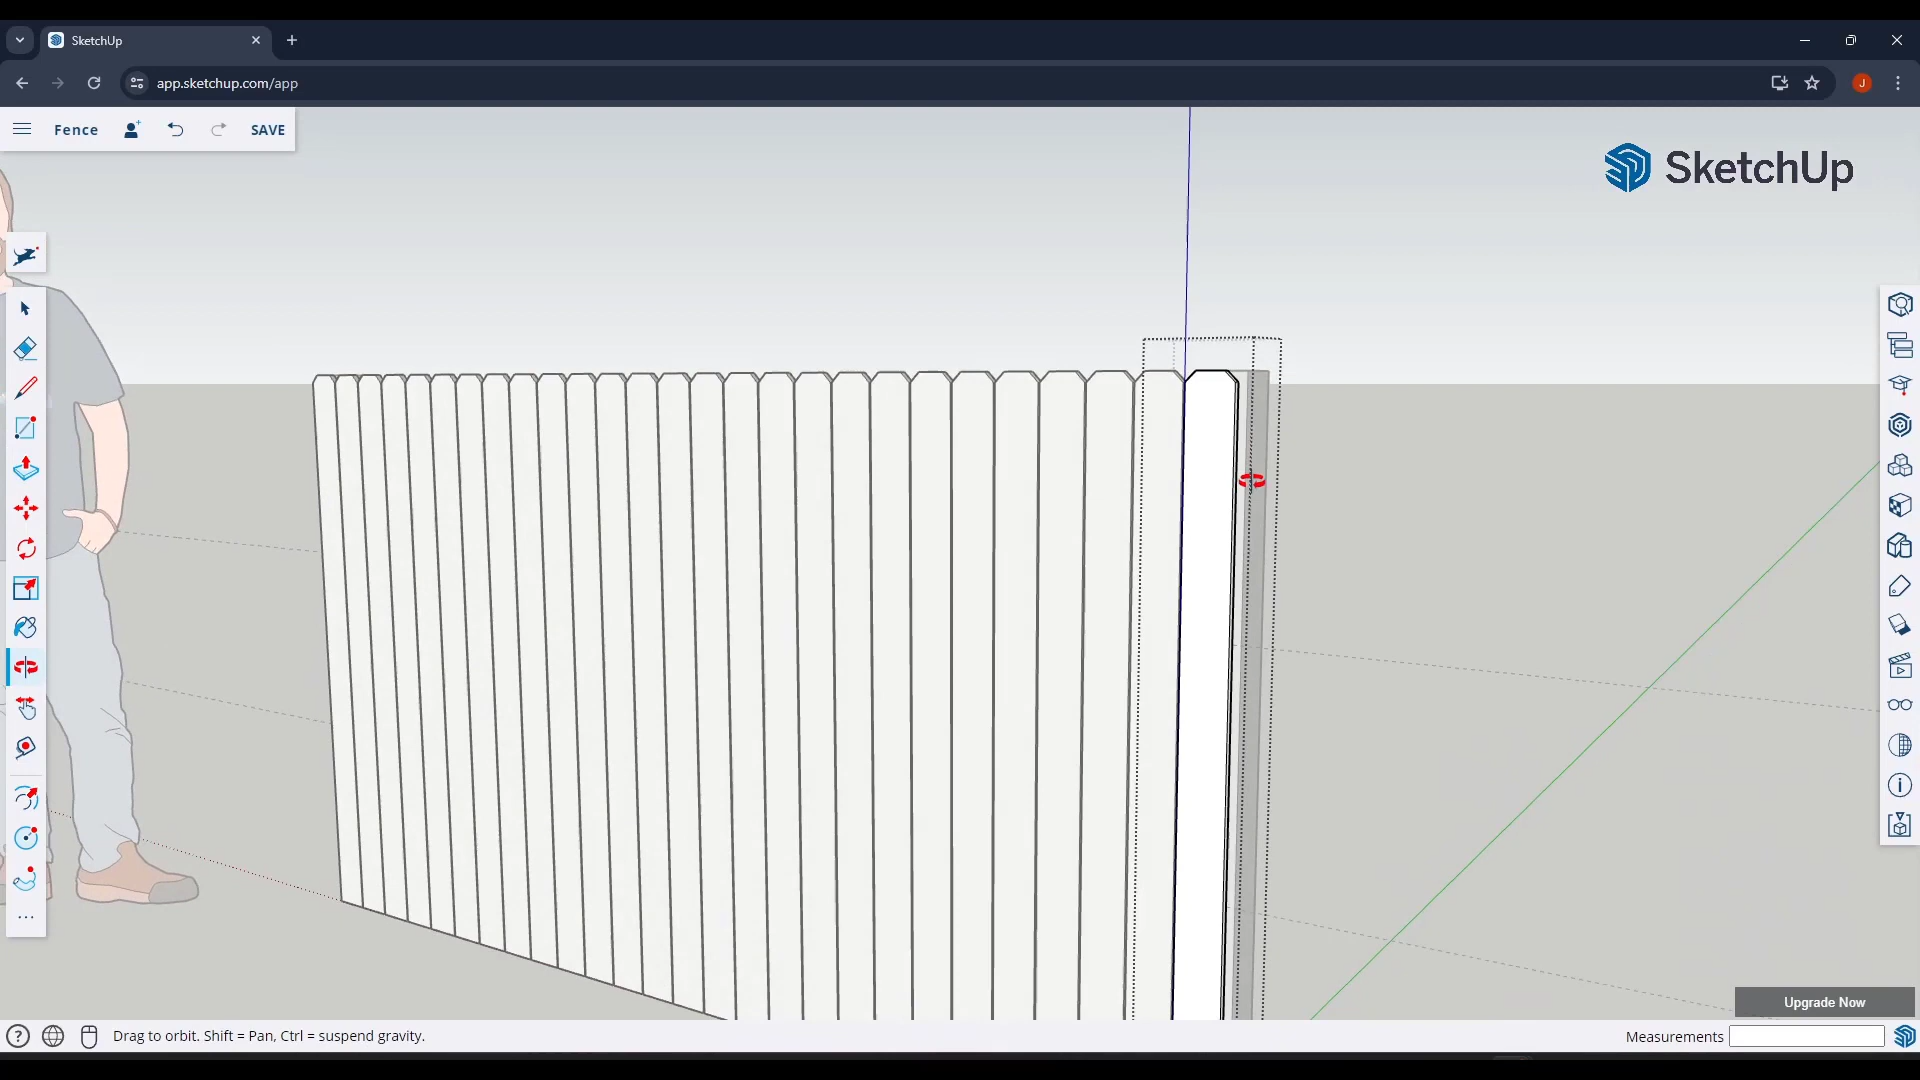 SketchUp
app.sketchup.com/app
J
Fence
SAVE
SketchUp
Upgrade Now
Drag to orbit. Shift = Pan, Ctrl = suspend gravity.
Measurements